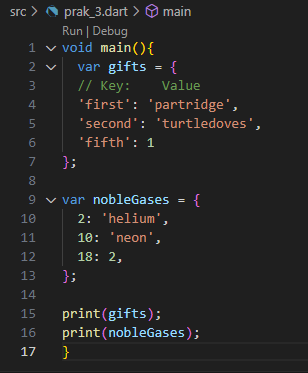 src > prak_3.dart > main
Run | Debug
1 void main(){
2   var gifts = {
3   // Key:    Value
4   'first': 'partridge',
5   'second': 'turtledoves',
6   'fifth': 1
7 };
8
9 var nobleGases = {
10   2: 'helium',
11   10: 'neon',
12   18: 2,
13 };
14
15 print(gifts);
16 print(nobleGases);
17 }